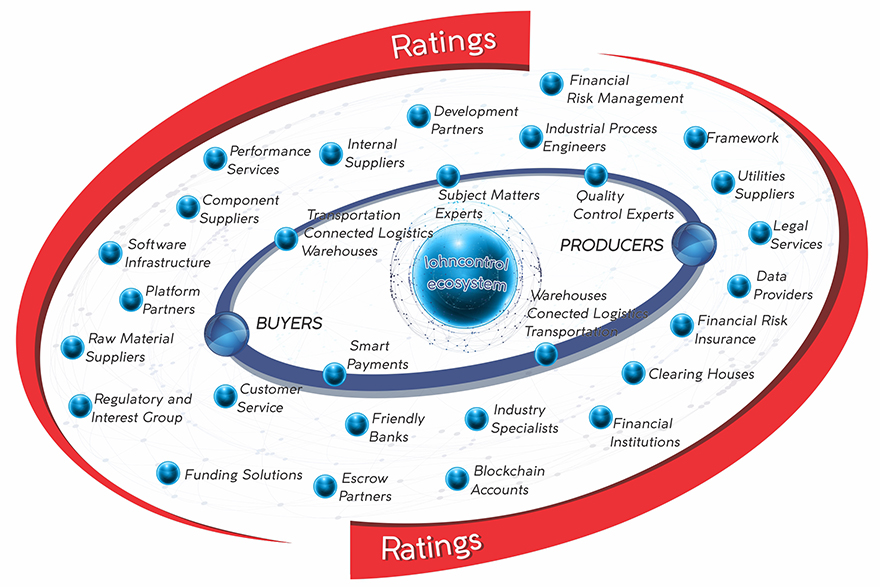 Ratings
Financial
Risk Management
Development
Partners
Industrial Process
Engineers
Framework
Performance
Services
Internal
Suppliers
Utilities
Suppliers
Component
Suppliers
Subject Matters
Experts
Quality
Control Experts
Transportation
Connected Logistics
Warehouses
Legal
Services
Software
Infrastructure
PRODUCERS
Iohncontrol
ecosystem
Data
Providers
Platform
Partners
Warehouses
Conected Logistics
Transportation
BUYERS
Financial Risk
Insurance
Raw Material
Suppliers
Smart
Payments
Clearing Houses
Regulatory and
Interest Group
Customer
Service
Friendly
Banks
Industry
Specialists
Financial
Institutions
Funding Solutions
Escrow
Partners
Blockchain
Accounts
Ratings